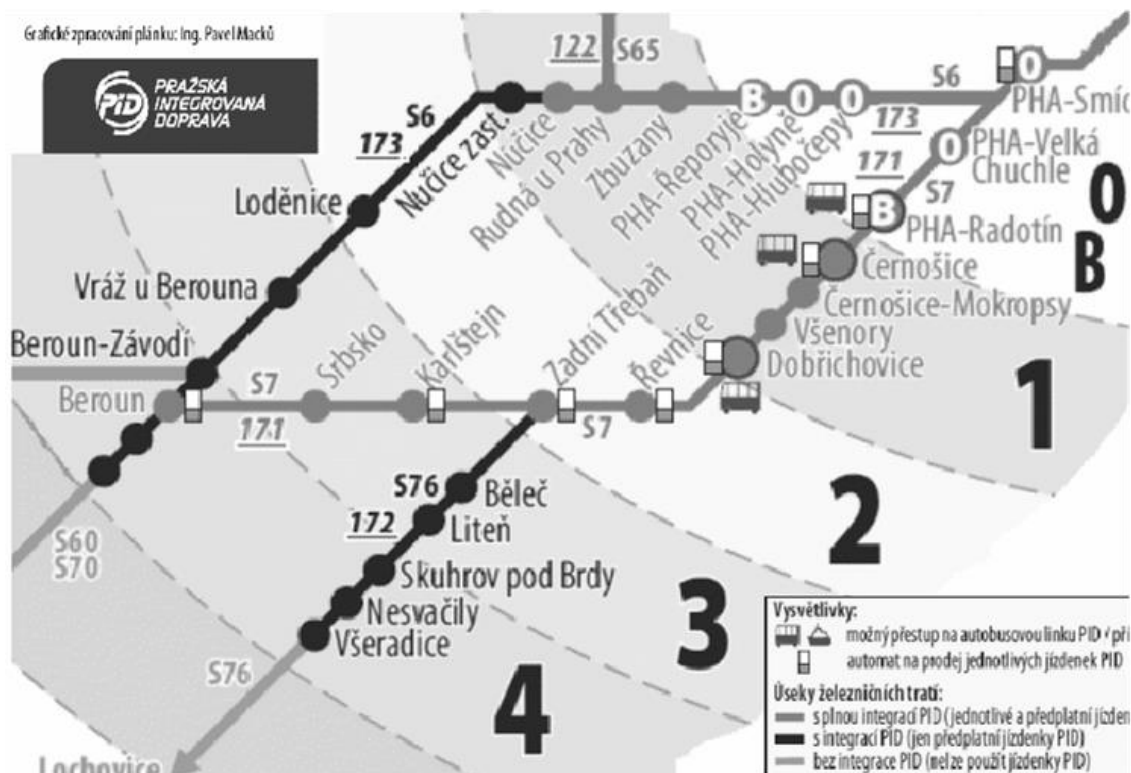 Grafické zpracování plánku: Ing. Pavel Macků
PID PRAŽSKÁ
INTEGROVANÁ
DOPRAVA
122
S65
S6
173
S6
173
171
S7
Nučice zast.
Nučice
Rudná u Prahy
Zbuzany
PHA-Řeporyje
PHA-Holyně
PHA-Hlubočepy
B
0
0
0
PHA-Smíc
0
PHA-Velká
Chuchle
B
PHA-Radotín
Loděnice
Vráž u Berouna
Beroun-Závodí
Beroun
S7
171
Srbsko
Karlštejn
Zadní Třebaň
S7
Řevnice
Černošice
Černošice-Mokropsy
Všenory
Dobřichovice
0
B
1
2
3
4
S76
172
Běleč
Liteň
Skuhrov pod Brdy
Nesvačily
Všeradice
S60
S70
S76
Lochovice
Vysvětlivky:
možný přestup na autobusovou linku PID / pří
automat na prodej jednotlivých jízdenek PID
Úseky železničních tratí:
s plnou integrací PID (jednotlivé a předplatní jízden
s integrací PID (jen předplatní jízdenky PID)
bez integrace PID (nelze použít jízdenky PID)